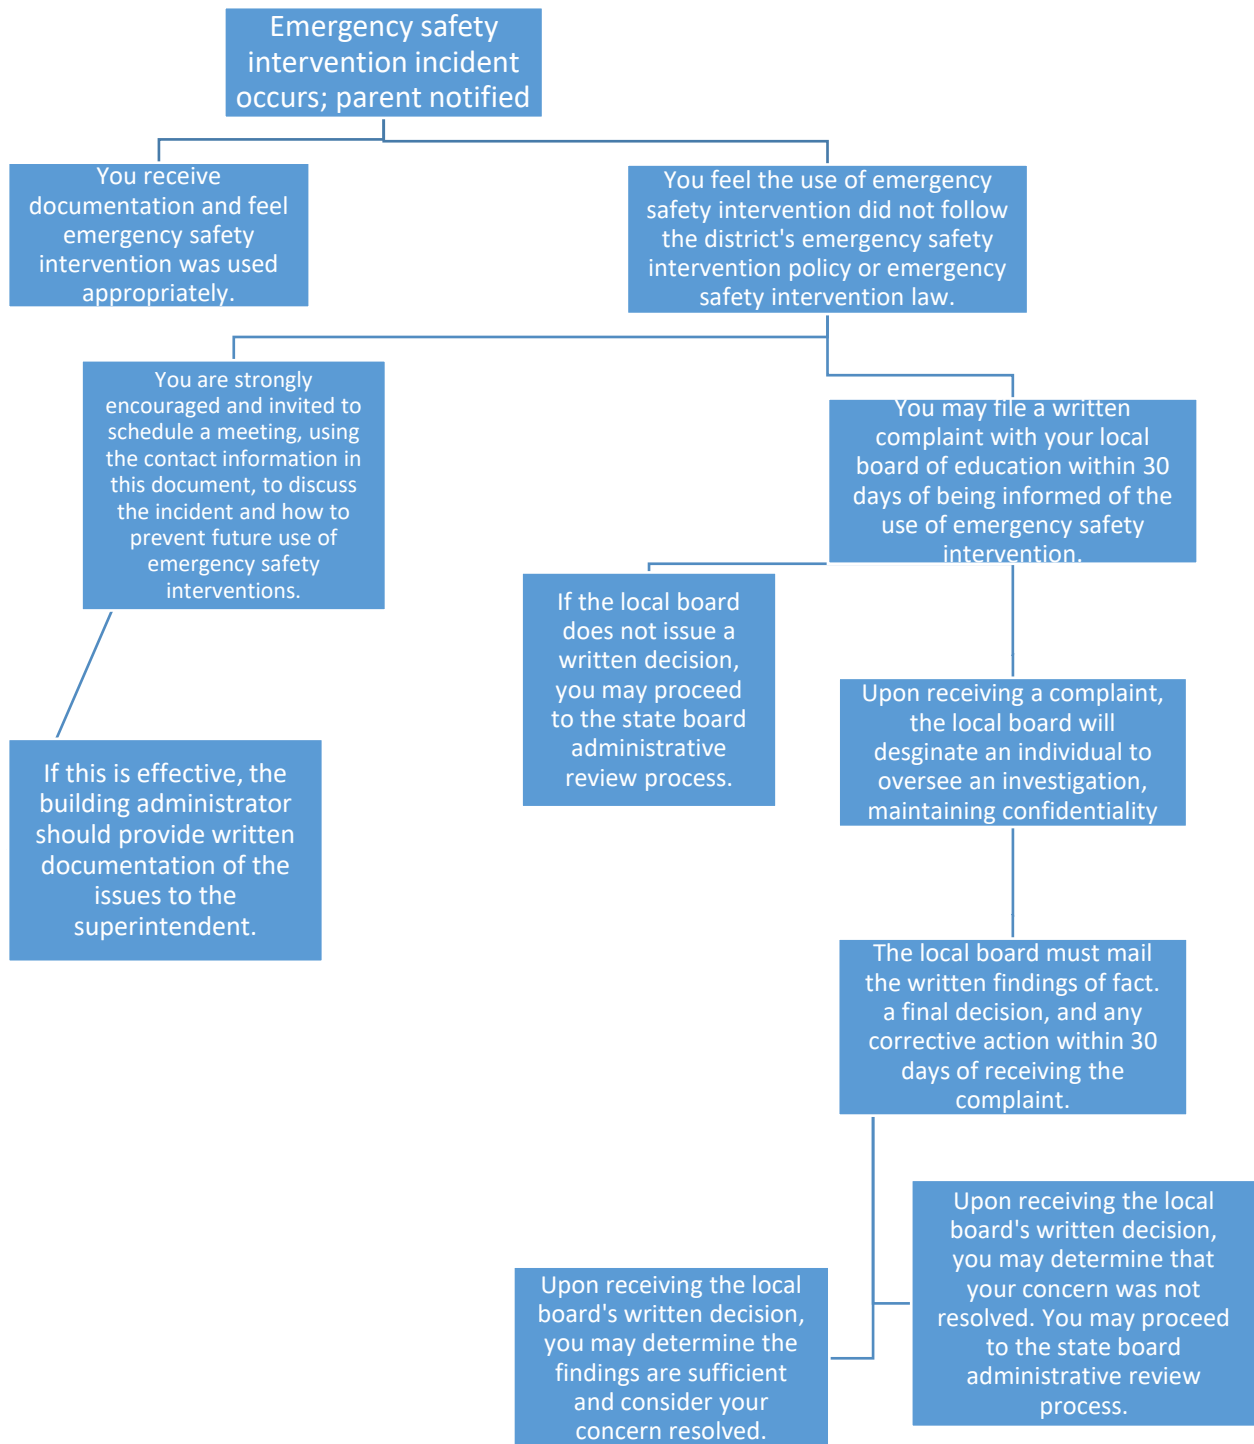 Emergency safety
intervention incident
occurs; parent notified
You receive
documentation and feel
emergency safety
intervention was used
appropriately.
You feel the use of emergency
safety intervention did not follow
the district's emergency safety
intervention policy or emergency
safety intervention law.
You are strongly
encouraged and invited to
schedule a meeting, using
the contact information in
this document, to discuss
the incident and how to
prevent future use of
emergency safety
interventions.
You may file a written
complaint with your local
board of education within 30
days of being informed of the
use of emergency safety
intervention.
If the local board
does not issue a
written decision,
you may proceed
to the state board
administrative
review process.
Upon receiving a complaint,
the local board will
desginate an individual to
oversee an investigation,
maintaining confidentiality
If this is effective, the
building administrator
should provide written
documentation of the
issues to the
superintendent.
The local board must mail
the written findings of fact.
a final decision, and any
corrective action within 30
days of receiving the
complaint.
Upon receiving the local
board's written decision,
you may determine that
your concern was not
resolved. You may proceed
to the state board
administrative review
process.
Upon receiving the local
board's written decision,
you may determine the
findings are sufficient
and consider your
concern resolved.